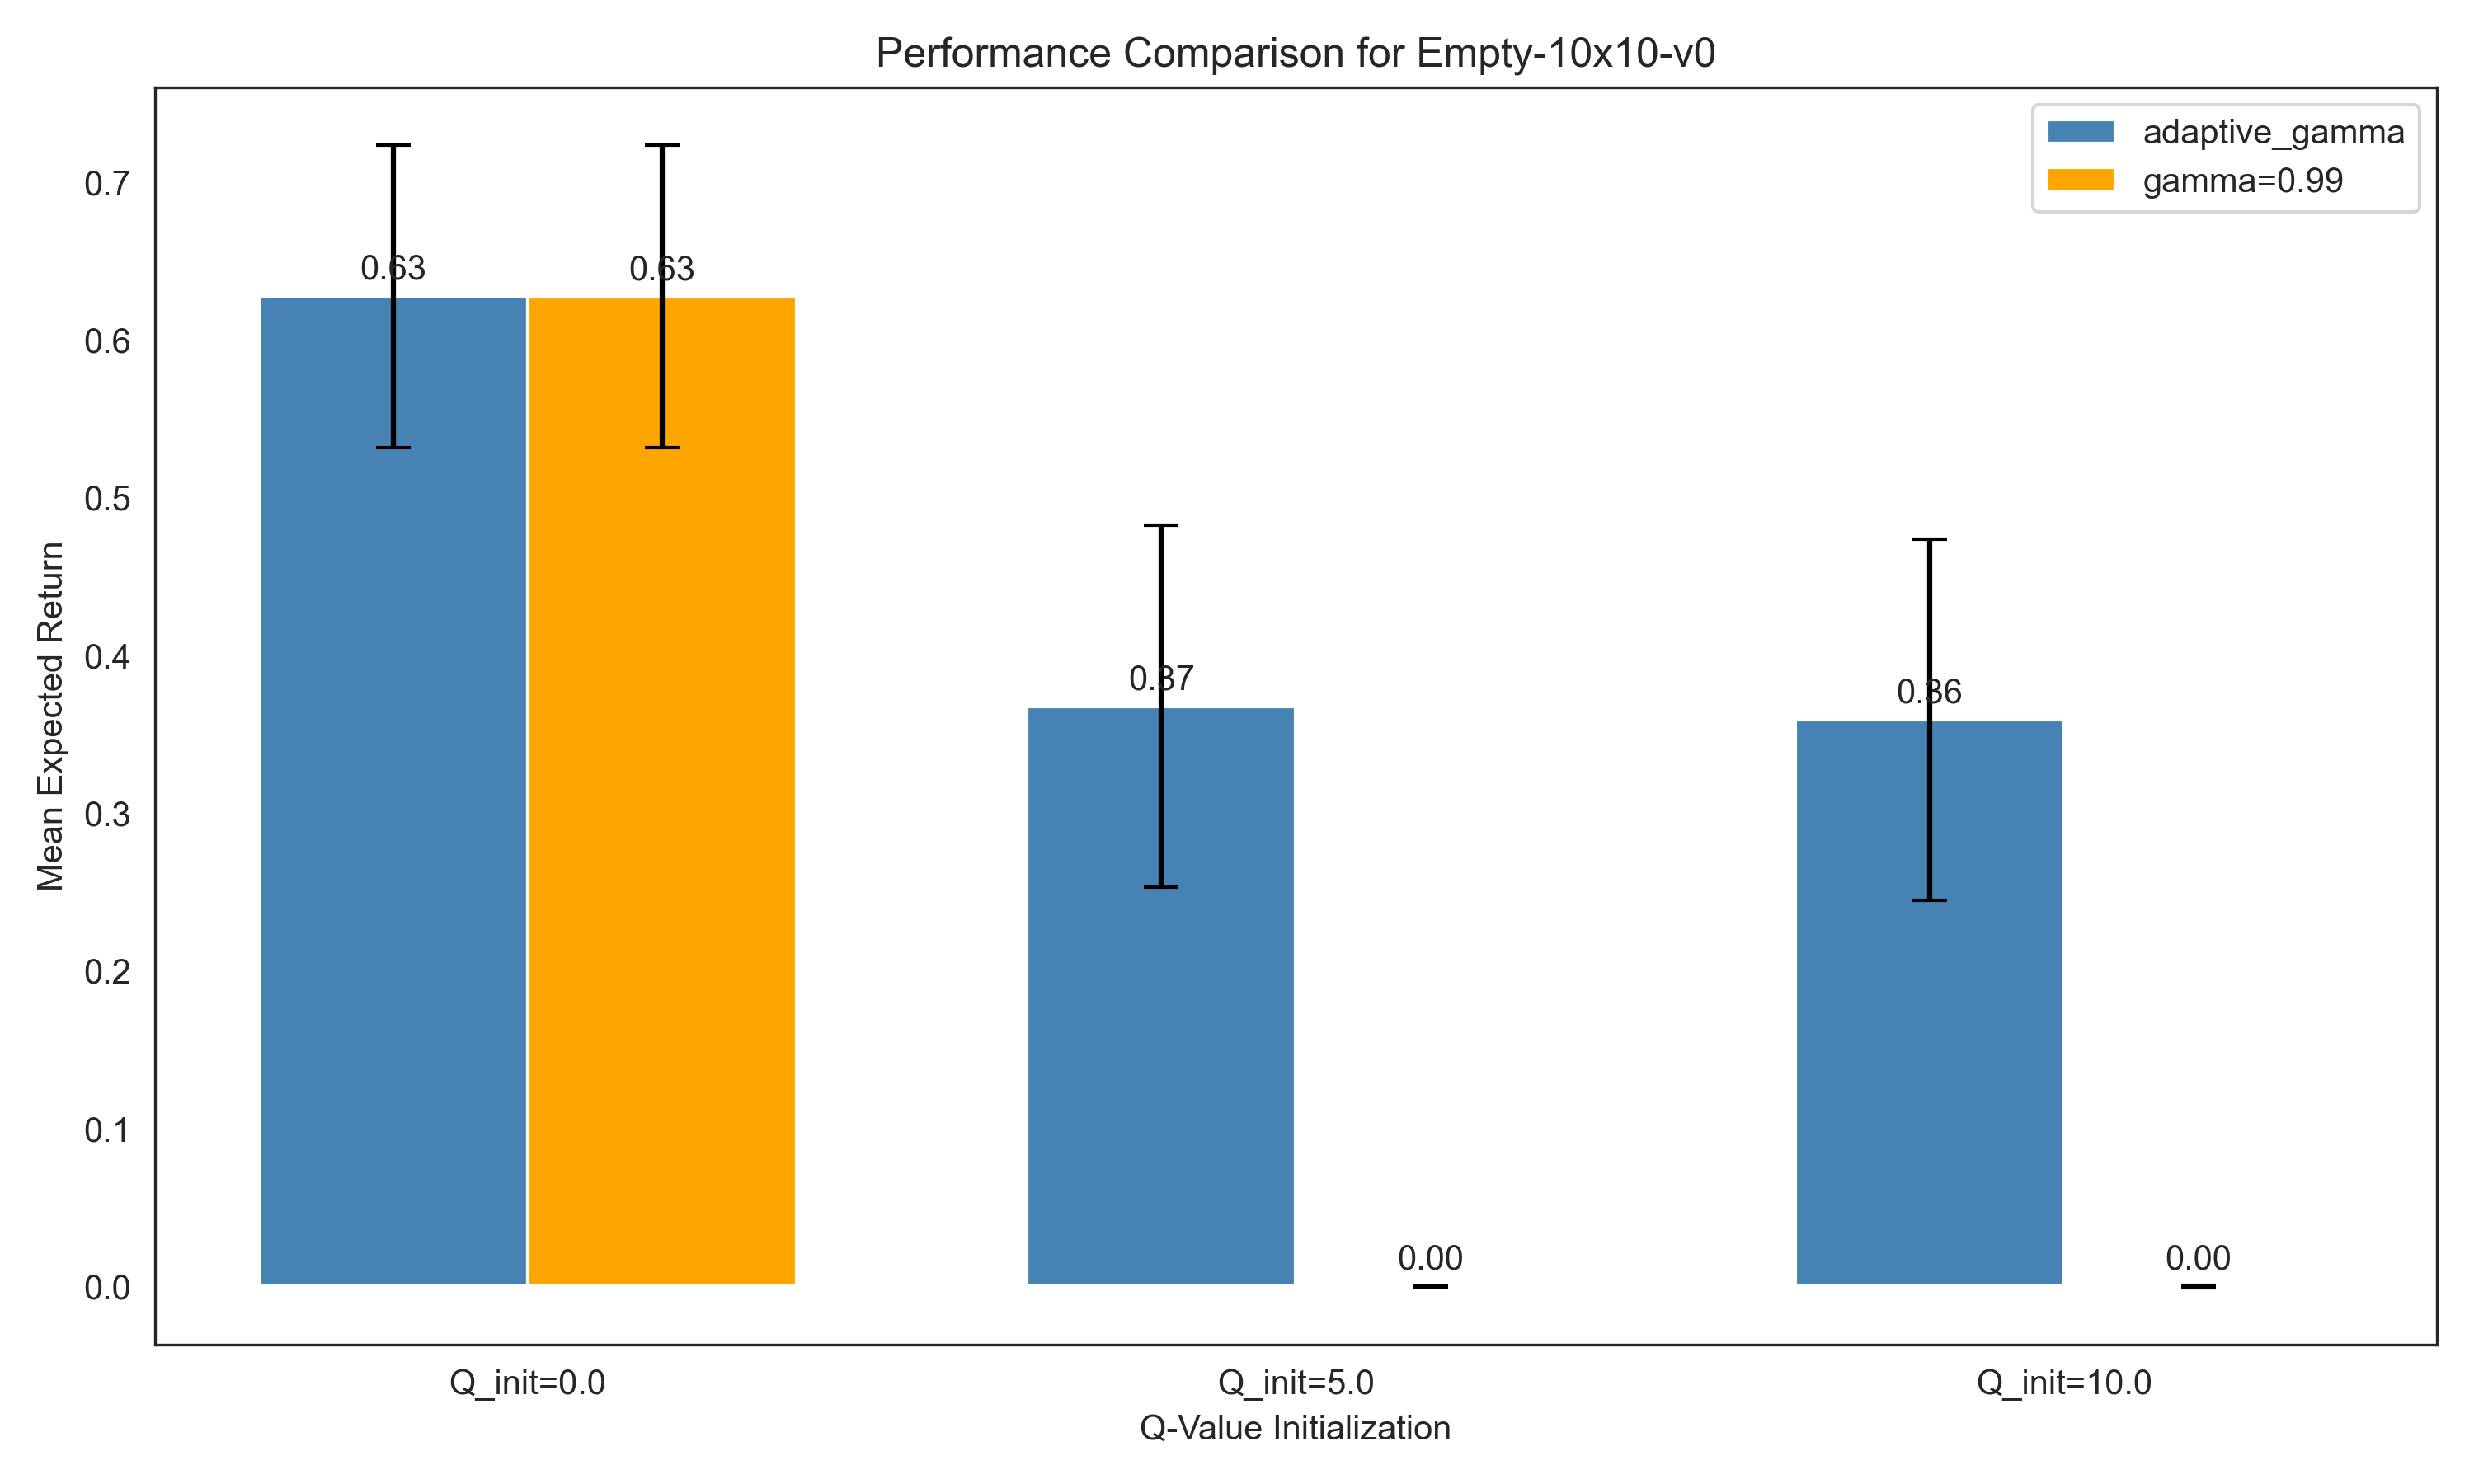 Performance Comparison for Empty-10x10-v0
adaptive_gamma
gamma=0.99
Mean Expected Return
0.7
0.6
0.5
0.4
0.3
0.2
0.1
0.0
0.63
0.63
0.37
0.00
0.36
0.00
Q_init=0.0
Q_init=5.0
Q_init=10.0
Q-Value Initialization